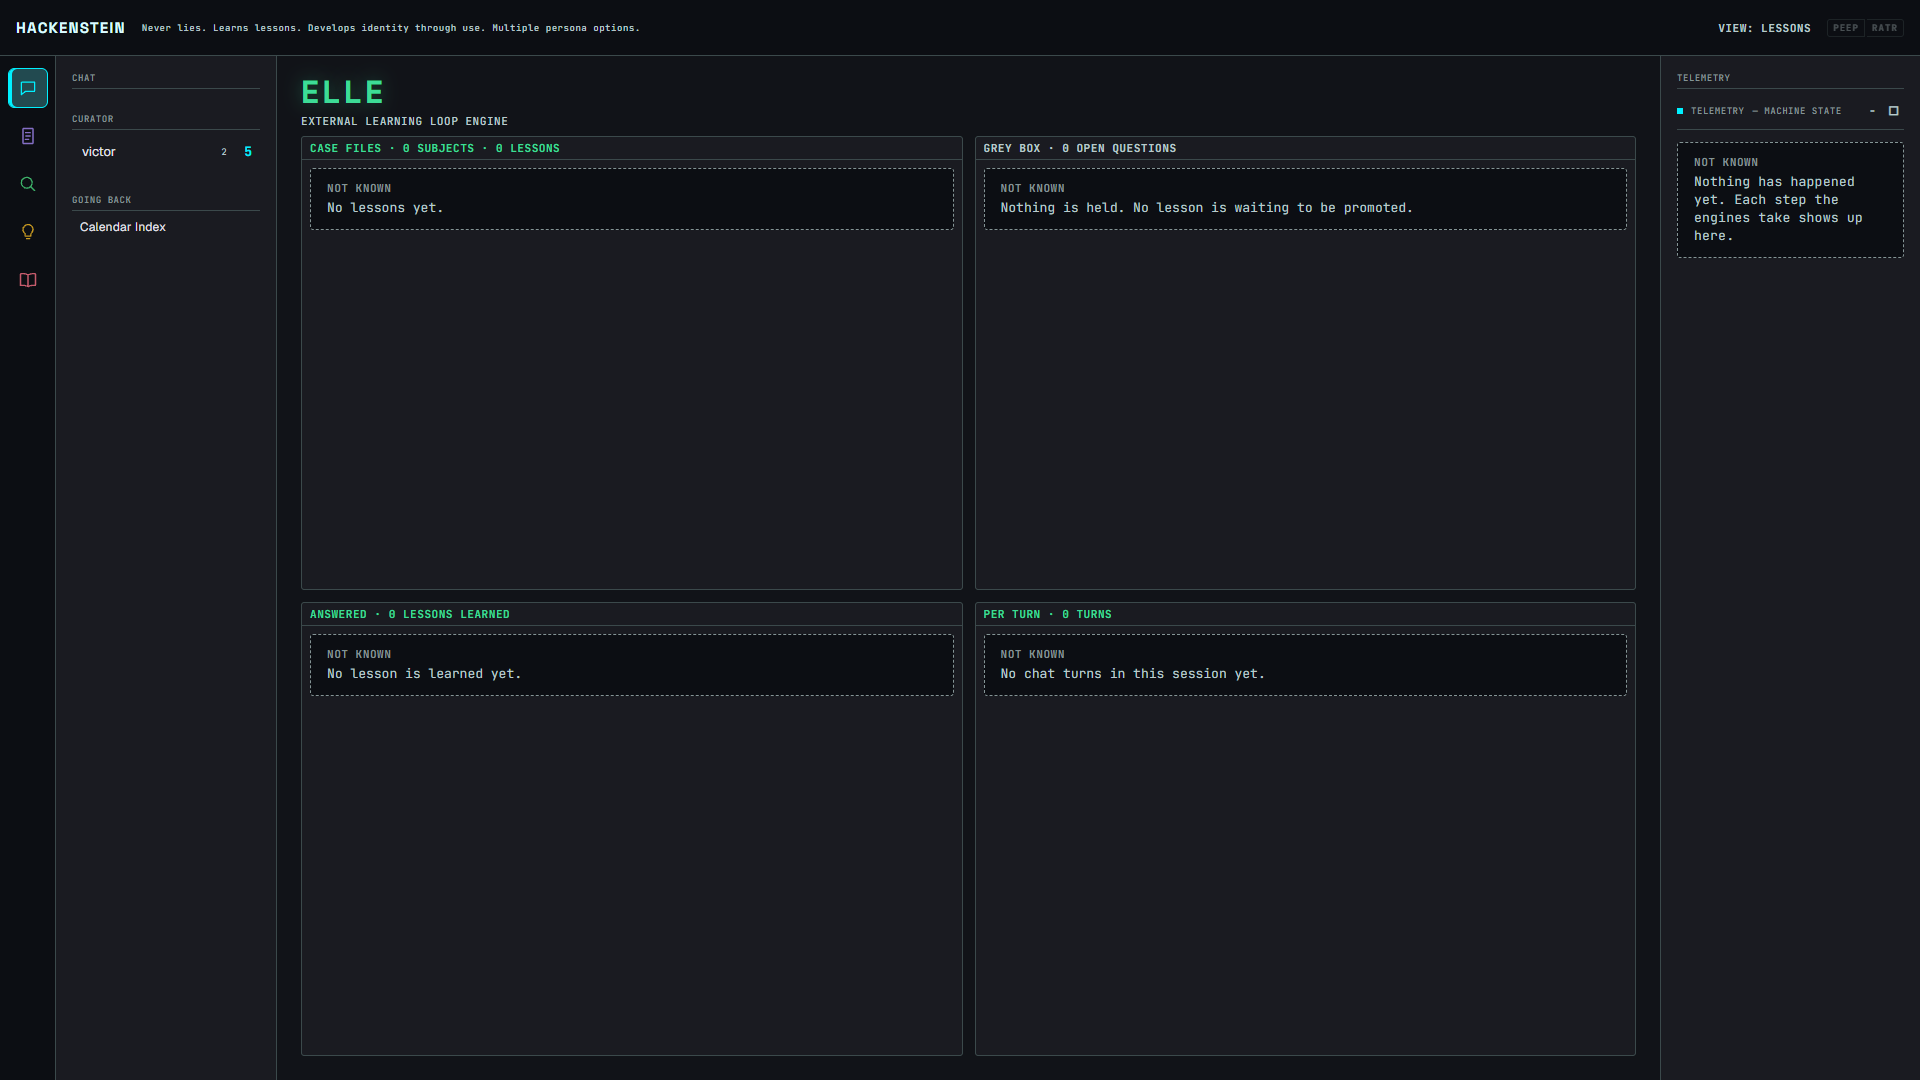 HACKENSTEIN
Never lies. Learns lessons. Develops identity through use. Multiple persona options.
VIEW: LESSONS
PEEP
RATR
CHAT
CURATOR
victor
2
5
GOING BACK
Calendar Index
ELLE
EXTERNAL LEARNING LOOP ENGINE
CASE FILES · 0 SUBJECTS · 0 LESSONS
NOT KNOWN
No lessons yet.
GREY BOX · 0 OPEN QUESTIONS
NOT KNOWN
Nothing is held. No lesson is waiting to be promoted.
ANSWERED · 0 LESSONS LEARNED
NOT KNOWN
No lesson is learned yet.
PER TURN · 0 TURNS
NOT KNOWN
No chat turns in this session yet.
TELEMETRY
TELEMETRY — MACHINE STATE
NOT KNOWN
Nothing has happened
yet. Each step the
engines take shows up
here.